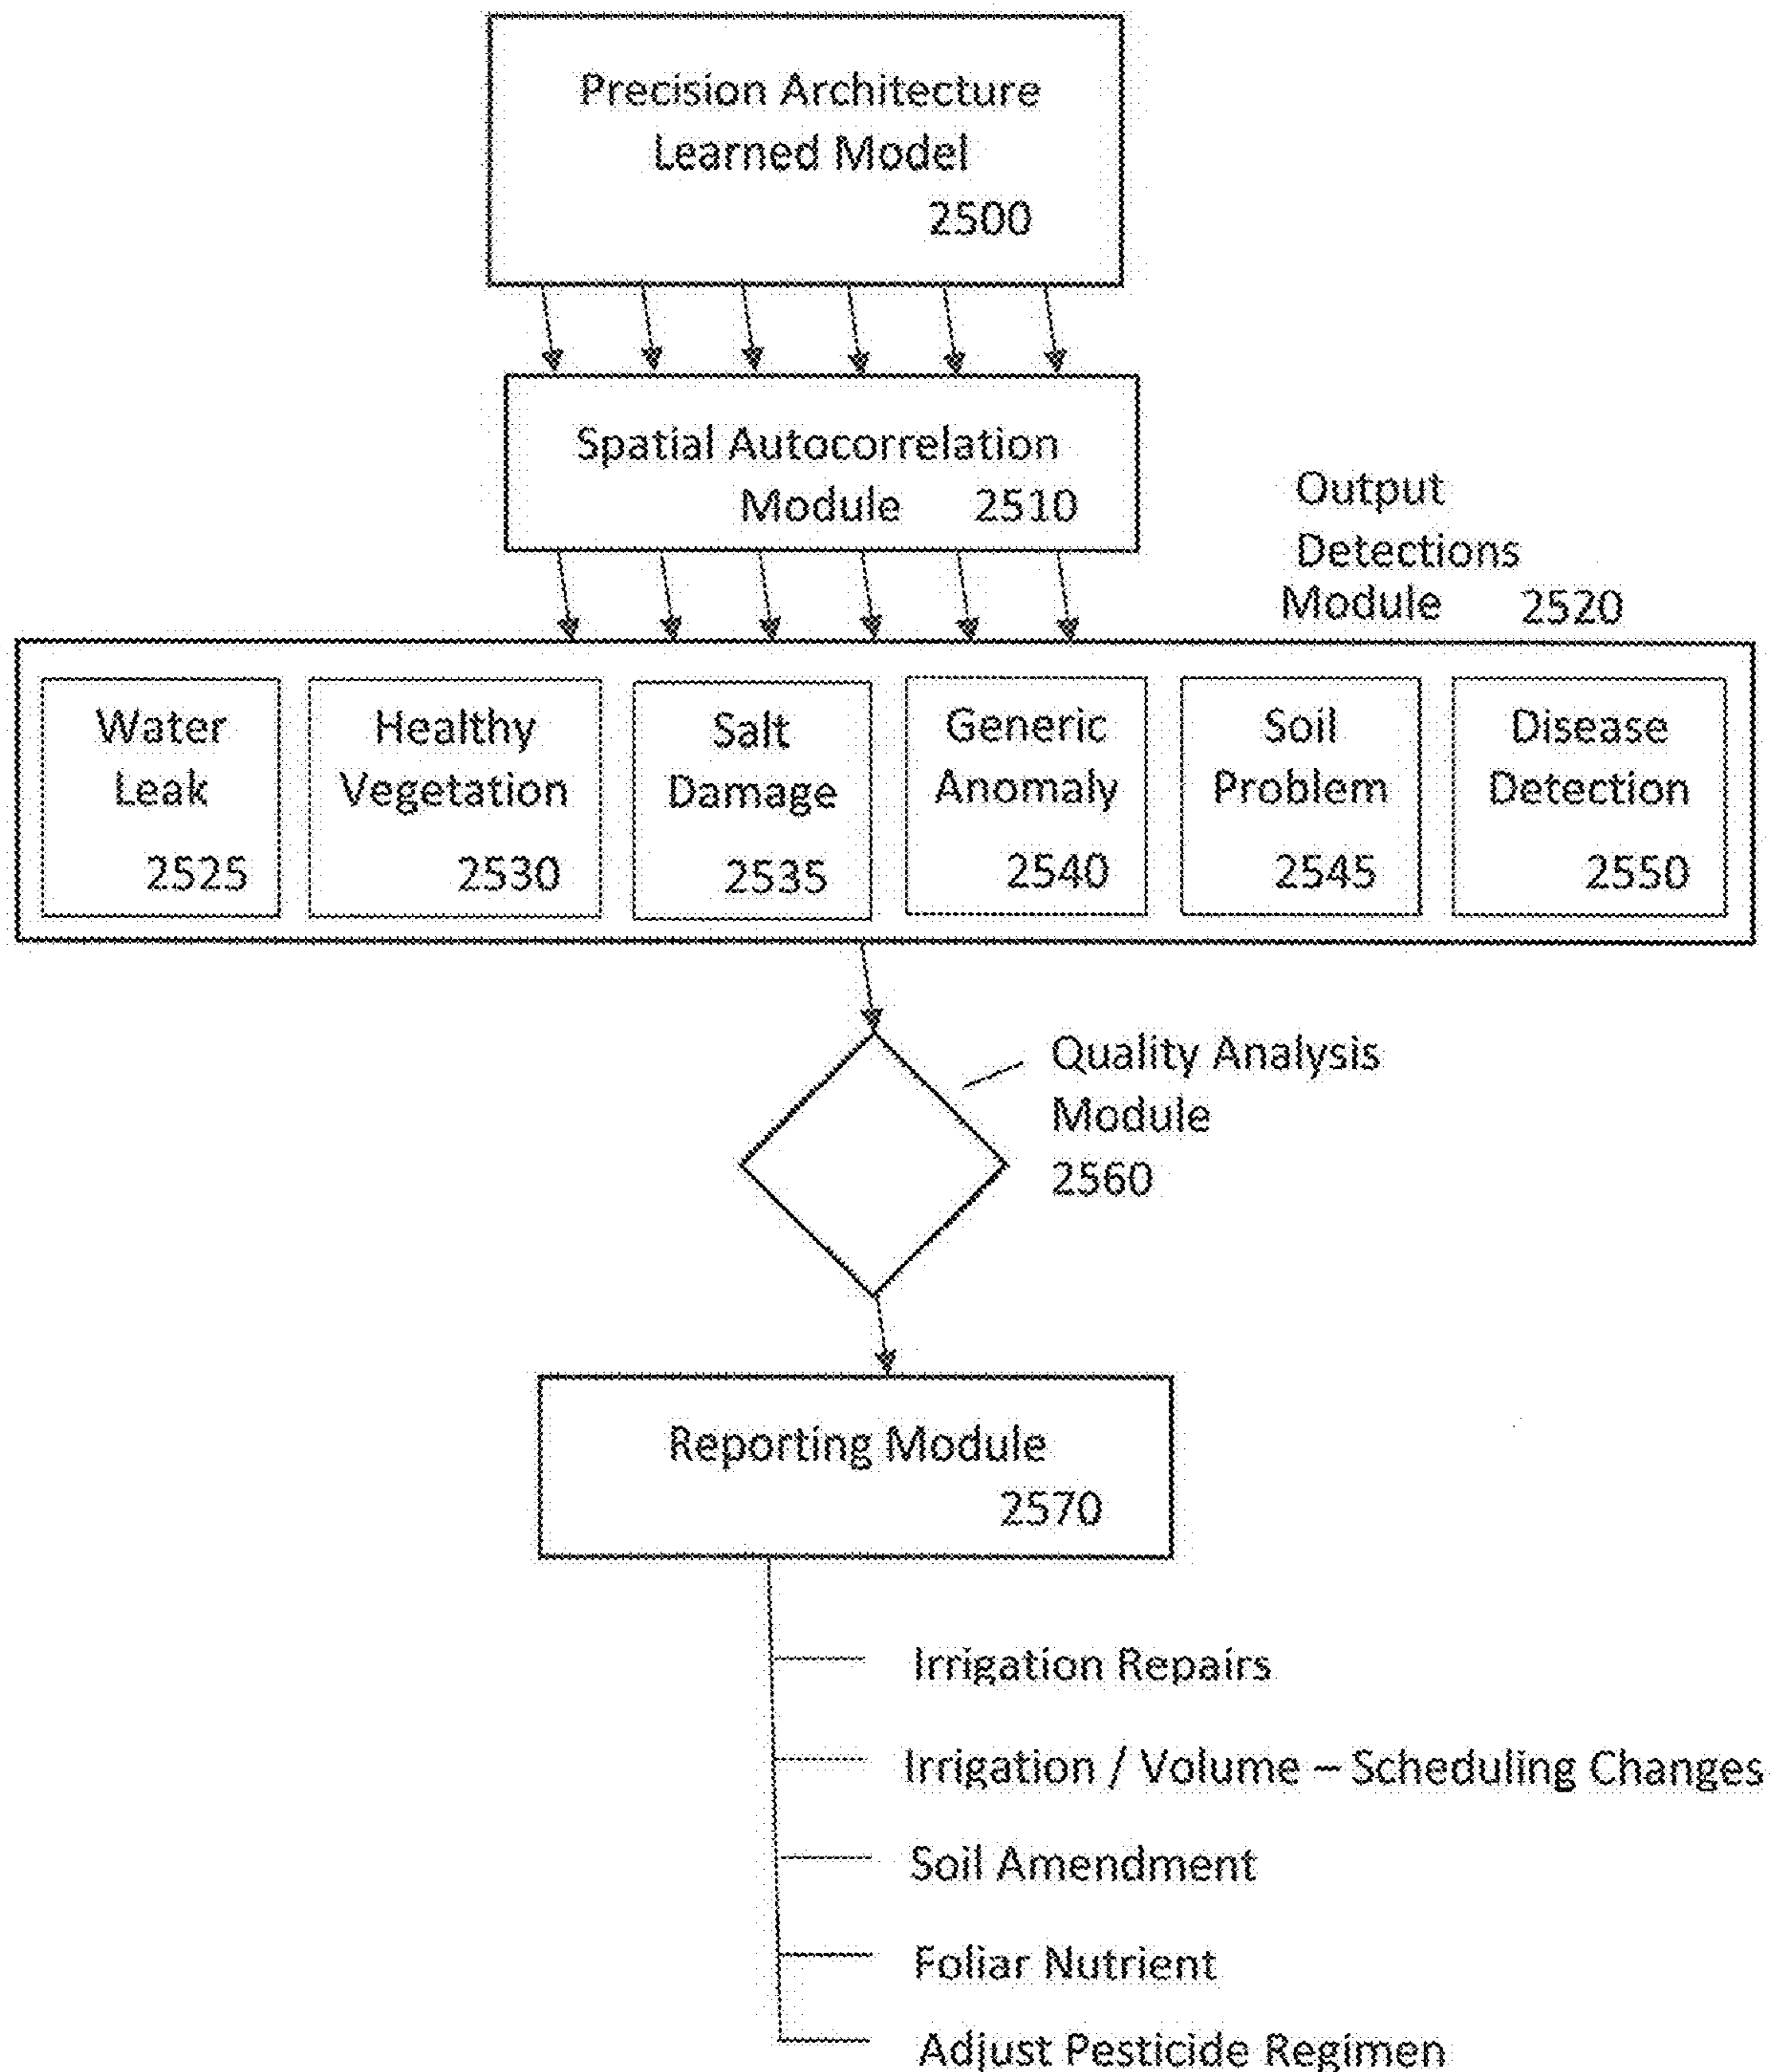 Precision Architecture
Learned Model
2500
Spatial Autocorrelation
Module 2510
Output
Detections
Module 2520
Water
Leak
2525
Healthy
Vegetation
2530
Salt
Damage
2535
Generic
Anomaly
2540
Soil
Problem
2545
Disease
Detection
2550
Quality Analysis
Module
2560
Reporting Module
2570
Irrigation Repairs
Irrigation / Volume – Scheduling Changes
Soil Amendment
Foliar Nutrient
Adjust Pesticide Regimen